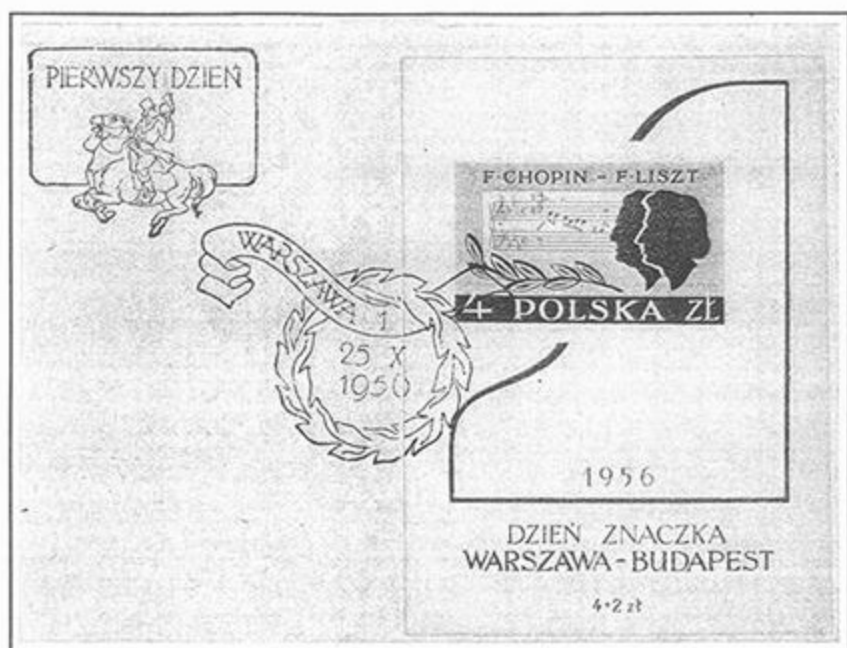 PIERWSZY DZIEŃ
F·CHOPIN - F·LISZT
4 POLSKA ZŁ
WARSZAWA 1
25 X
1956
1956
DZIEŃ ZNACZKA
WARSZAWA - BUDAPEST
4+2 zł